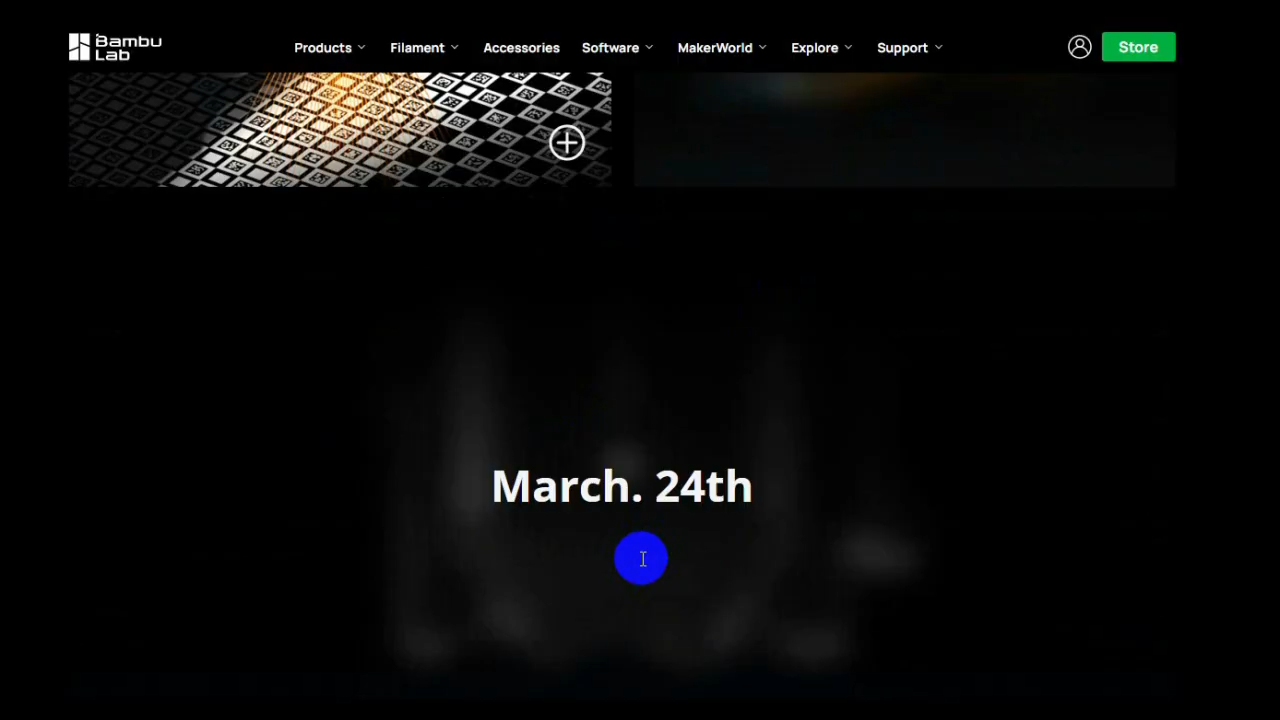 Bambu
Lab
Products
Filament
Accessories
Software
MakerWorld
Explore
Support
Store
March. 24th